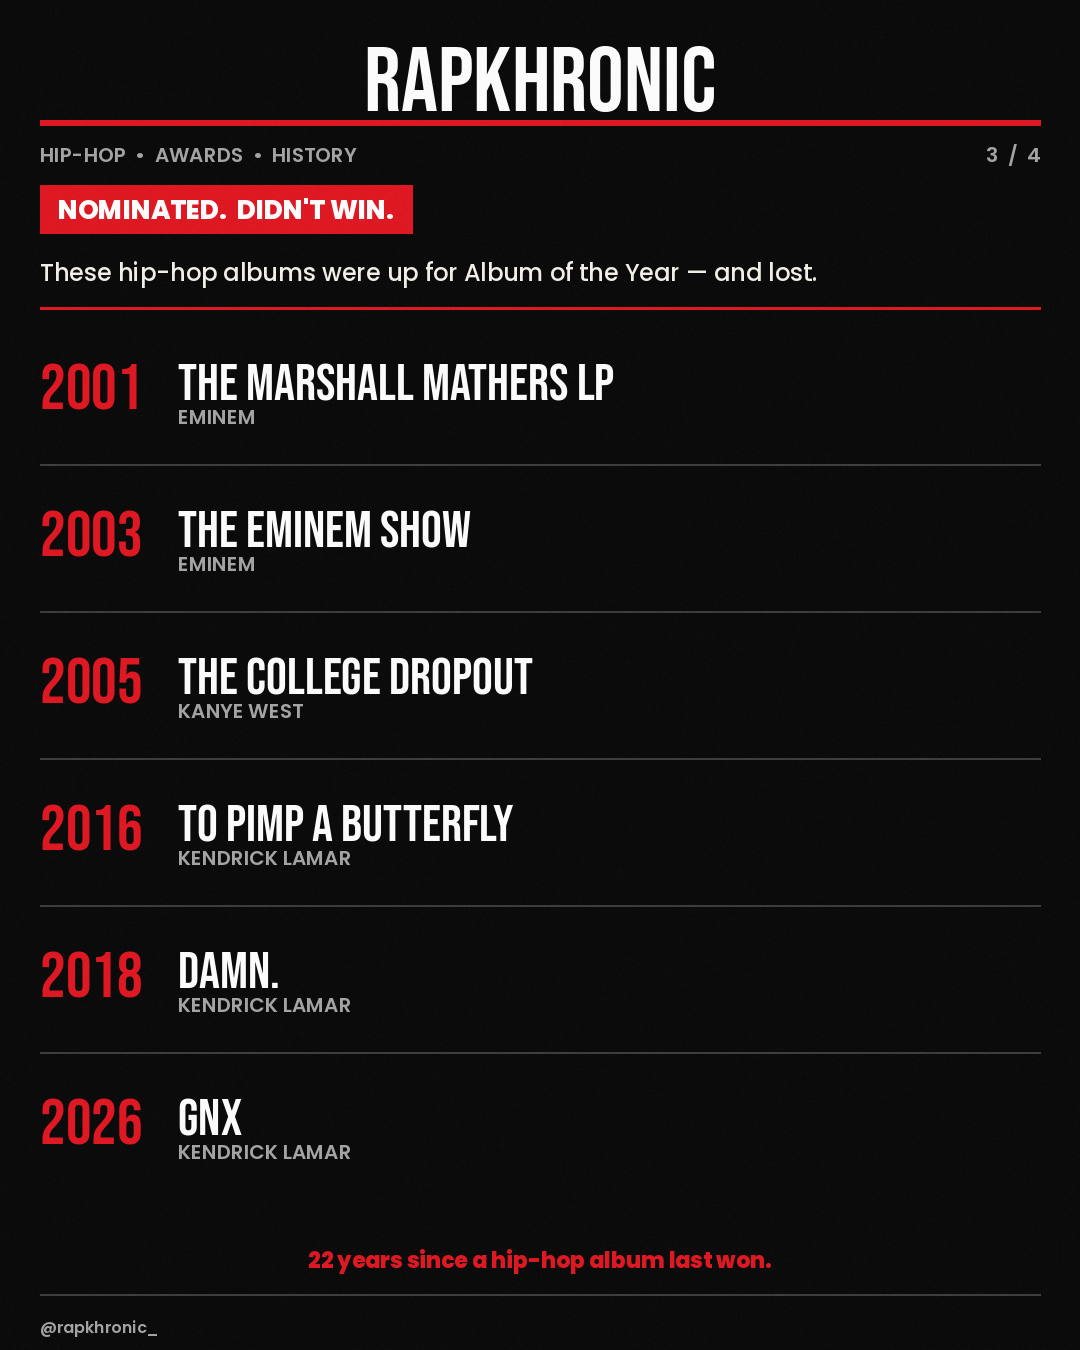 RAPKHRONIC
HIP-HOP • AWARDS • HISTORY
3 / 4
NOMINATED. DIDN'T WIN.
These hip-hop albums were up for Album of the Year — and lost.
2001
THE MARSHALL MATHERS LP
EMINEM
2003
THE EMINEM SHOW
EMINEM
2005
THE COLLEGE DROPOUT
KANYE WEST
2016
TO PIMP A BUTTERFLY
KENDRICK LAMAR
2018
DAMN.
KENDRICK LAMAR
2026
GNX
KENDRICK LAMAR
22 years since a hip-hop album last won.
@rapkhronic_